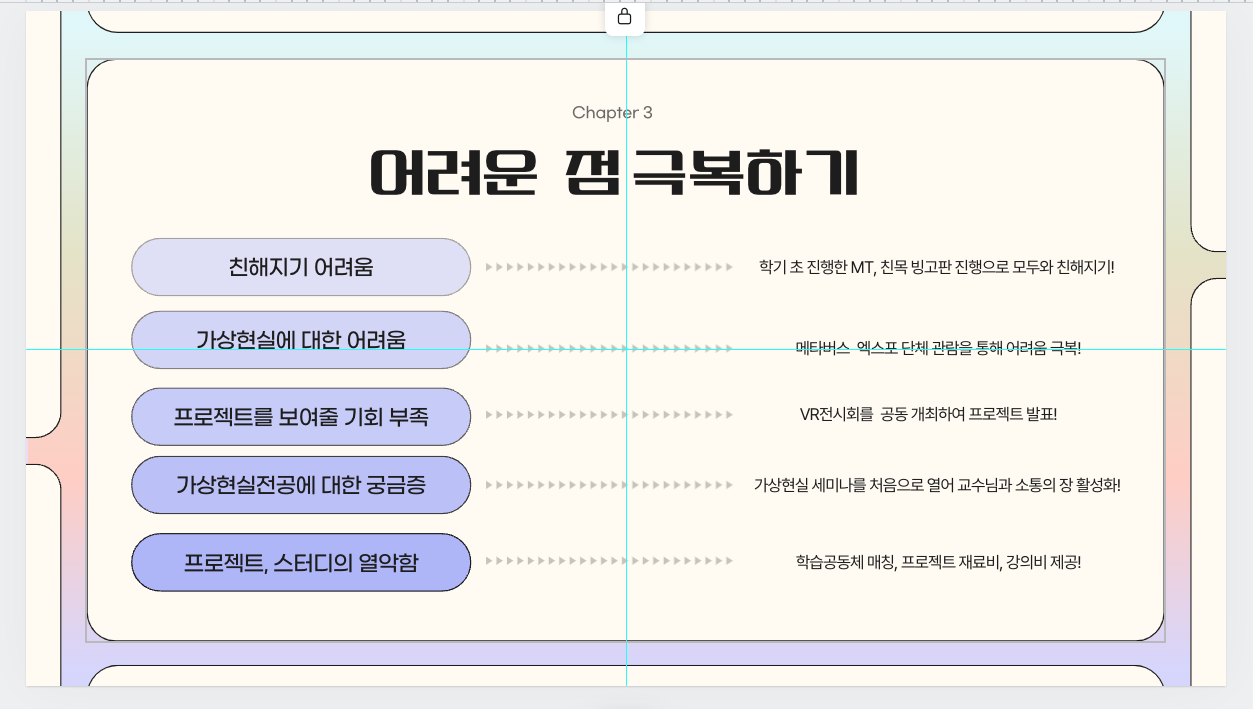 Chapter 3
어려운 점 극복하기
친해지기 어려움
학기 초 진행한 MT, 친목 빙고판 진행으로 모두와 친해지기!
가상현실에 대한 어려움
메타버스 엑스포 단체 관람을 통해 어려움 극복!
프로젝트를 보여줄 기회 부족
VR전시회를 공동 개최하여 프로젝트 발표!
가상현실전공에 대한 궁금증
가상현실 세미나를 처음으로 열어 교수님과 소통의 장 활성화!
프로젝트, 스터디의 열악함
학습공동체 매칭, 프로젝트 재료비, 강의비 제공!